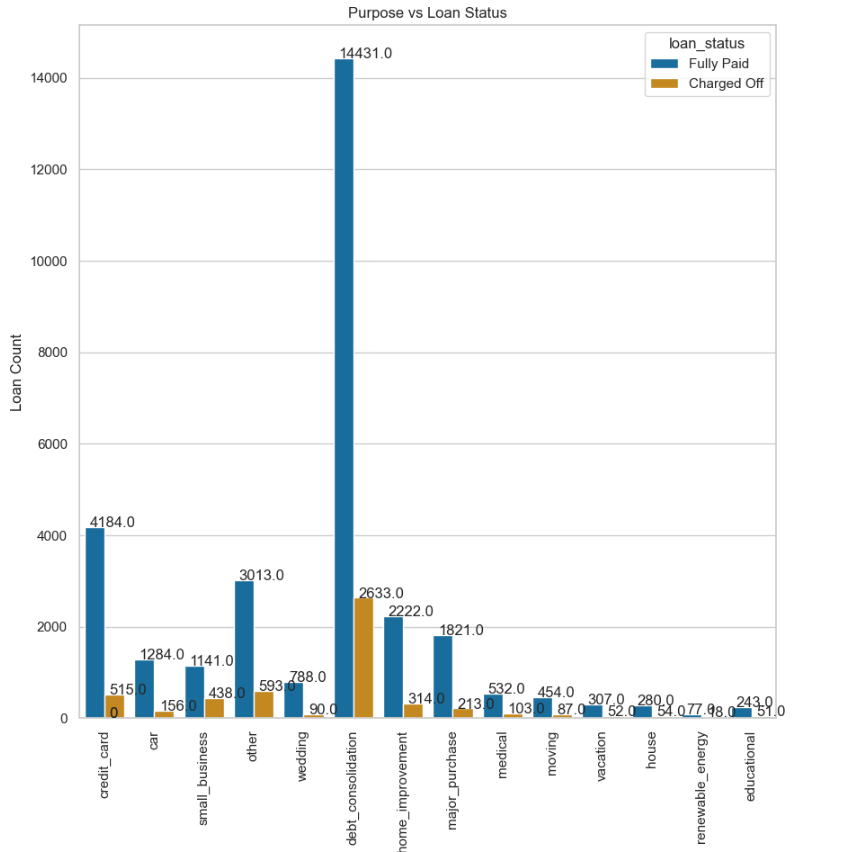 Purpose vs Loan Status
loan_status
Fully Paid
Charged Off
Loan Count
14000
12000
10000
8000
6000
4000
2000
0
4184.0
515.0
0
1284.0
156.0
1141.0
438.0
3013.0
593.0
788.0
90.0
14431.0
2633.0
2222.0
314.0
1821.0
213.0
532.0
103.0
454.0
87.0
307.0
52.0
280.0
54.0
77.0
18.0
243.0
51.0
credit_card
car
small_business
other
wedding
debt_consolidation
home_improvement
major_purchase
medical
moving
vacation
house
renewable_energy
educational